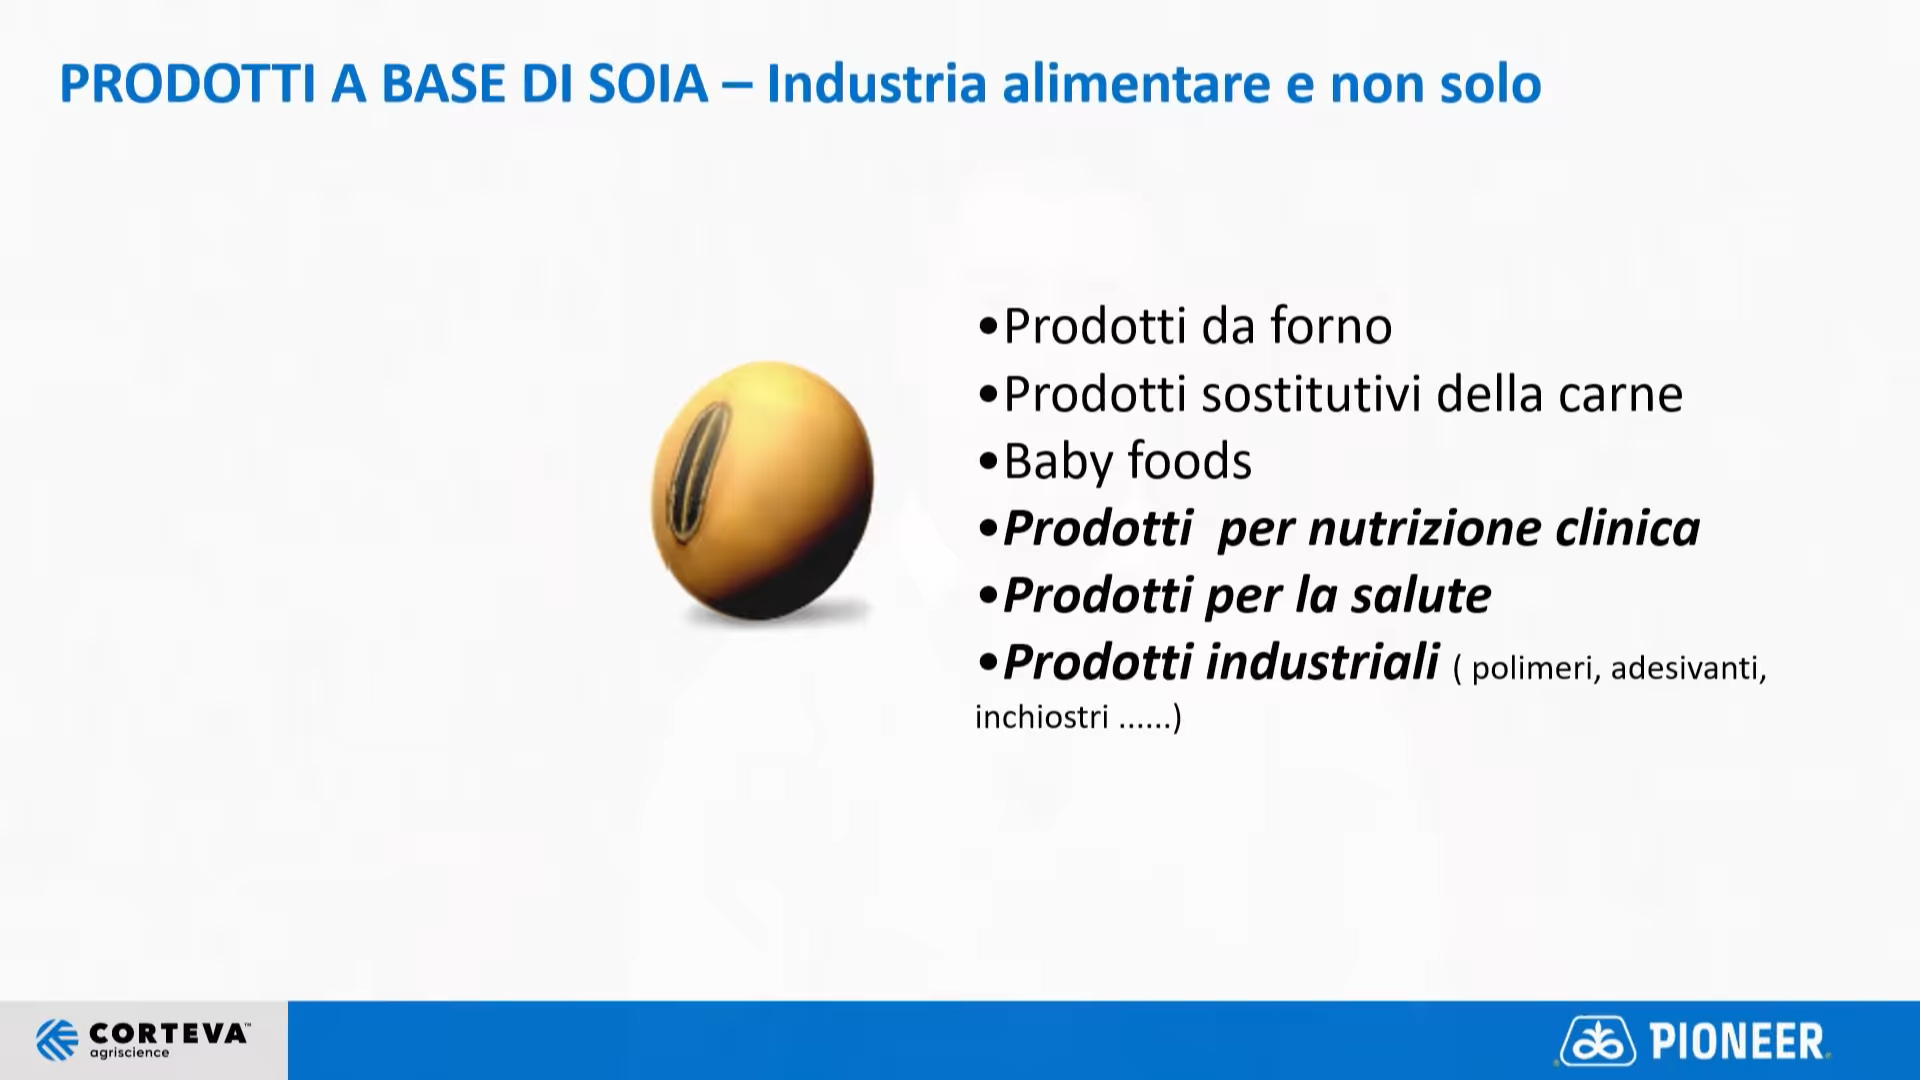 PRODOTTI A BASE DI SOIA – Industria alimentare e non solo
•Prodotti da forno
•Prodotti sostitutivi della carne
•Baby foods
•Prodotti  per nutrizione clinica
•Prodotti per la salute
•Prodotti industriali ( polimeri, adesivanti,
inchiostri ......)
CORTEVA™
agriscience
PIONEER®